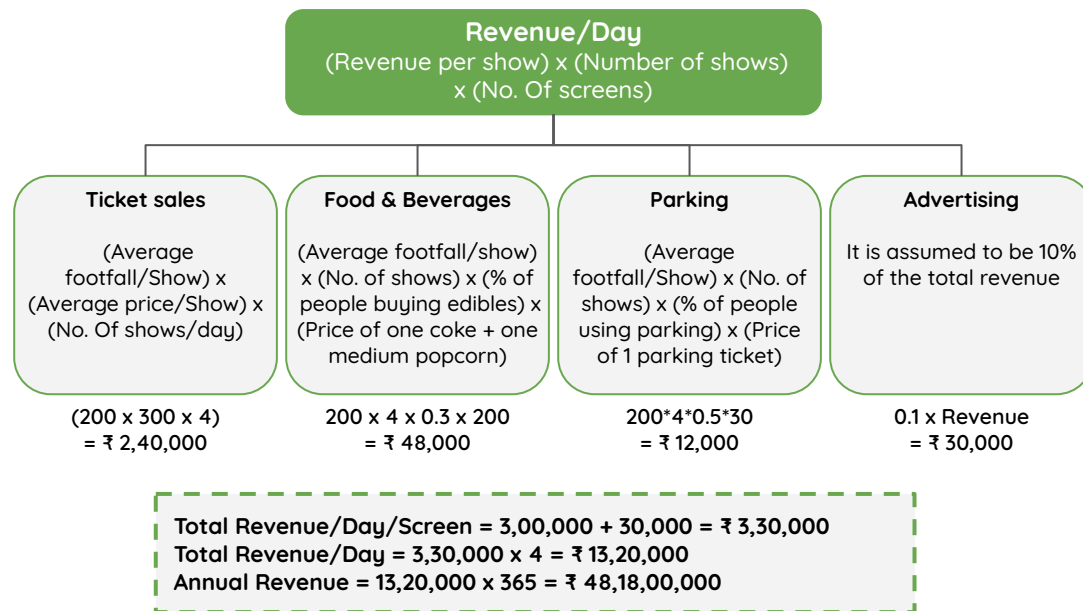 Revenue/Day
(Revenue per show) x (Number of shows)
x (No. Of screens)
Ticket sales
(Average
footfall/Show) x
(Average price/Show) x
(No. Of shows/day)
(200 x 300 x 4)
= ₹ 2,40,000
Food & Beverages
(Average footfall/show)
x (No. of shows) x (% of
people buying edibles) x
(Price of one coke + one
medium popcorn)
200 x 4 x 0.3 x 200
= ₹ 48,000
Parking
(Average
footfall/Show) x (No. of
shows) x (% of people
using parking) x (Price
of 1 parking ticket)
200*4*0.5*30
= ₹ 12,000
Advertising
It is assumed to be 10%
of the total revenue
0.1 x Revenue
= ₹ 30,000
Total Revenue/Day/Screen = 3,00,000 + 30,000 = ₹ 3,30,000
Total Revenue/Day = 3,30,000 x 4 = ₹ 13,20,000
Annual Revenue = 13,20,000 x 365 = ₹ 48,18,00,000